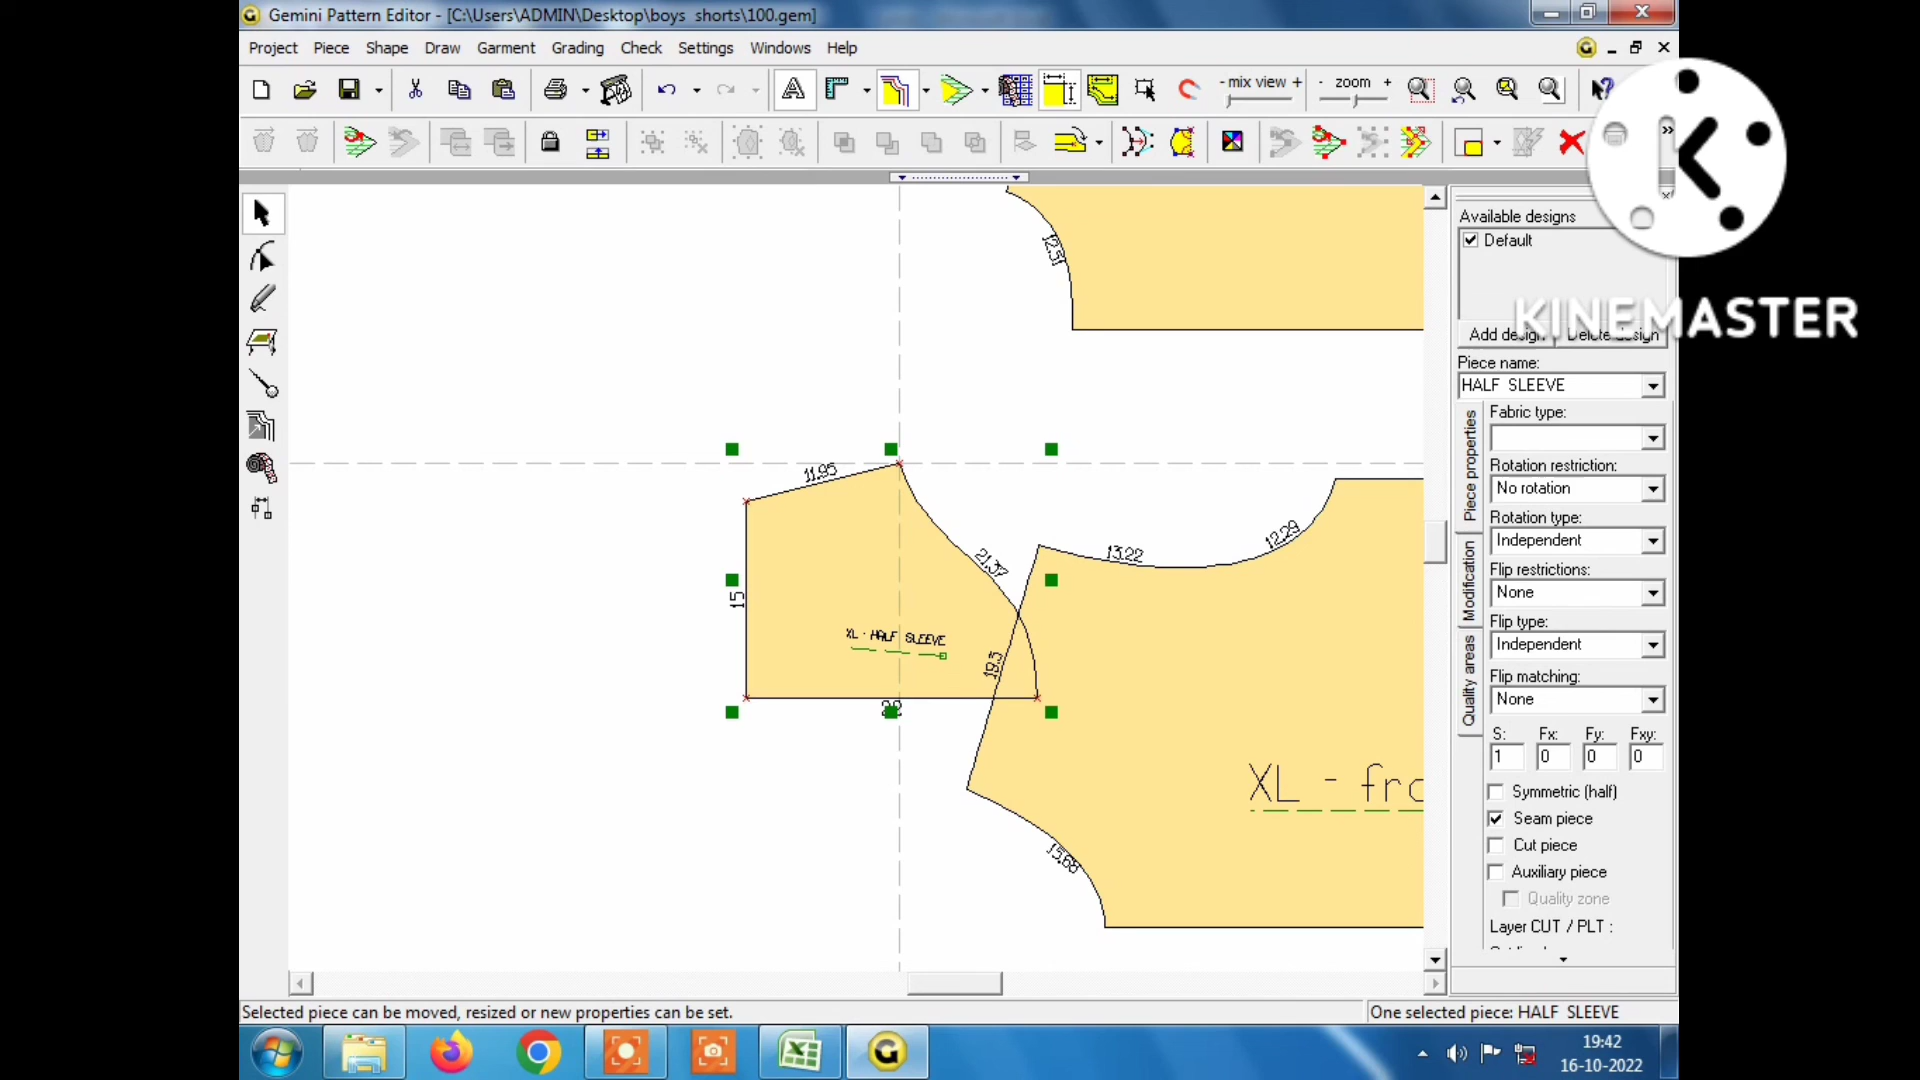 Gemini Pattern Editor - [C:\Users\ADMIN\Desktop\boys shorts\100.gem]
Project Piece Shape Draw Garment Grading Check Settings Windows Help
- mix view +
- zoom +
Available designs
Default
Add design Delete design
KINEMASTER
Piece name:
HALF SLEEVE
Piece properties
Modification
Quality areas
Fabric type:
Rotation restriction:
No rotation
Rotation type:
Independent
Flip restrictions:
None
Flip type:
Independent
Flip matching:
None
S: Fx: Fy: Fxy:
1 0 0 0
Symmetric (half)
Seam piece
Cut piece
Auxiliary piece
Quality zone
Layer CUT / PLT :
12.51
11.95
21.37
15
XL - HALF SLEEVE
13.22
12.29
19.5
XL - fro
15.68
Selected piece can be moved, resized or new properties can be set.
One selected piece: HALF SLEEVE
19:42
16-10-2022